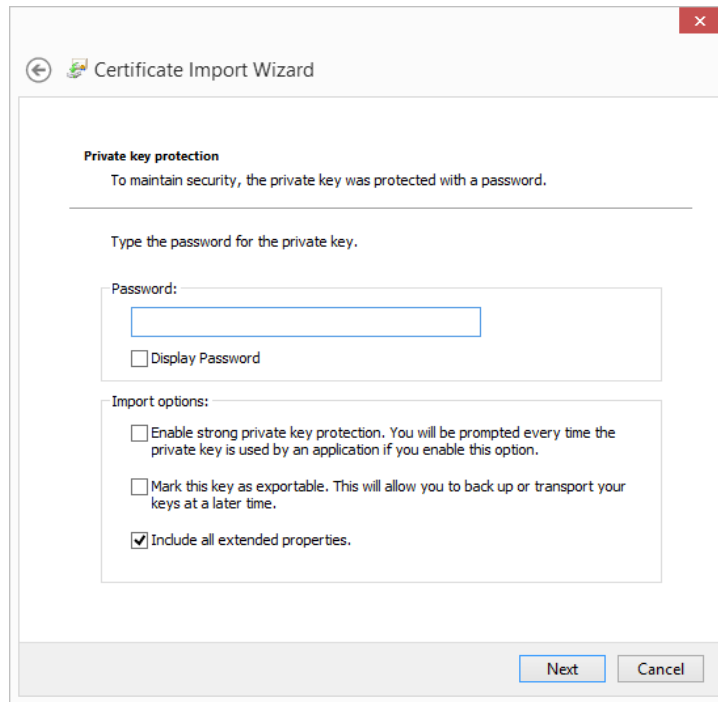 Certificate Import Wizard
Private key protection
To maintain security, the private key was protected with a password.
Type the password for the private key.
Password:
Display Password
Import options:
Enable strong private key protection. You will be prompted every time the
private key is used by an application if you enable this option.
Mark this key as exportable. This will allow you to back up or transport your
keys at a later time.
Include all extended properties.
Next Cancel